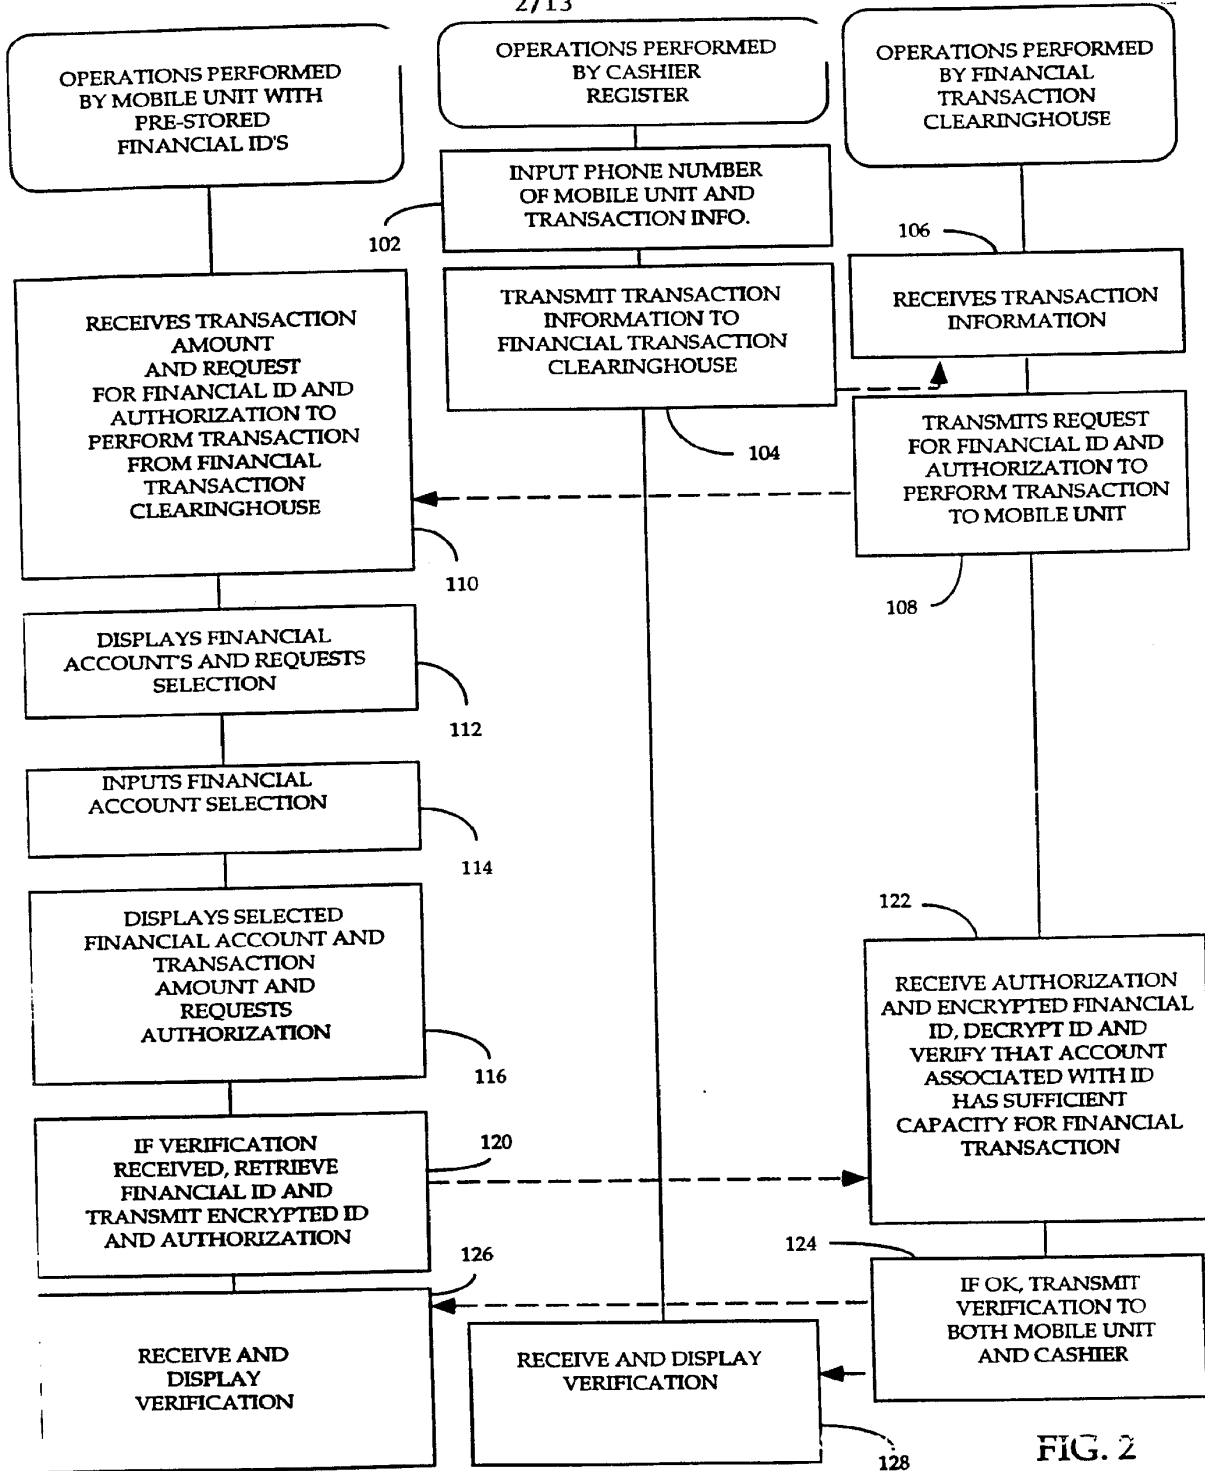 2/13
OPERATIONS PERFORMED
BY MOBILE UNIT WITH
PRE-STORED
FINANCIAL ID'S
OPERATIONS PERFORMED
BY CASHIER
REGISTER
OPERATIONS PERFORMED
BY FINANCIAL
TRANSACTION
CLEARINGHOUSE
INPUT PHONE NUMBER
OF MOBILE UNIT AND
TRANSACTION INFO.
102
TRANSMIT TRANSACTION
INFORMATION TO
FINANCIAL TRANSACTION
CLEARINGHOUSE
104
106
RECEIVES TRANSACTION
INFORMATION
TRANSMITS REQUEST
FOR FINANCIAL ID AND
AUTHORIZATION TO
PERFORM TRANSACTION
TO MOBILE UNIT
108
RECEIVES TRANSACTION
AMOUNT
AND REQUEST
FOR FINANCIAL ID AND
AUTHORIZATION TO
PERFORM TRANSACTION
FROM FINANCIAL
TRANSACTION
CLEARINGHOUSE
110
DISPLAYS FINANCIAL
ACCOUNT'S AND REQUESTS
SELECTION
112
INPUTS FINANCIAL
ACCOUNT SELECTION
114
DISPLAYS SELECTED
FINANCIAL ACCOUNT AND
TRANSACTION
AMOUNT AND
REQUESTS
AUTHORIZATION
116
IF VERIFICATION
RECEIVED, RETRIEVE
FINANCIAL ID AND
TRANSMIT ENCRYPTED ID
AND AUTHORIZATION
120
122
RECEIVE AUTHORIZATION
AND ENCRYPTED FINANCIAL
ID, DECRYPT ID AND
VERIFY THAT ACCOUNT
ASSOCIATED WITH ID
HAS SUFFICIENT
CAPACITY FOR FINANCIAL
TRANSACTION
124
IF OK, TRANSMIT
VERIFICATION TO
BOTH MOBILE UNIT
AND CASHIER
126
RECEIVE AND
DISPLAY
VERIFICATION
RECEIVE AND DISPLAY
VERIFICATION
128
FIG. 2